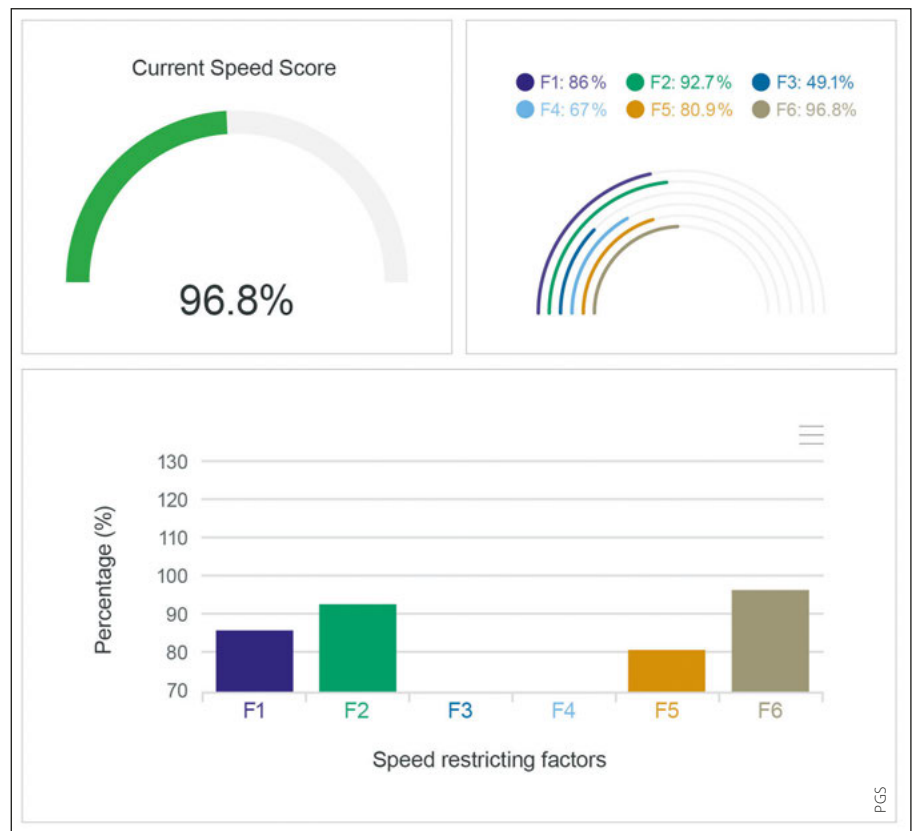 Current Speed Score
96.8%
F1: 86% F2: 92.7% F3: 49.1%
F4: 67% F5: 80.9% F6: 96.8%
Percentage (%)
130
120
110
100
90
80
70
F1 F2 F3 F4 F5 F6
Speed restricting factors
PGS